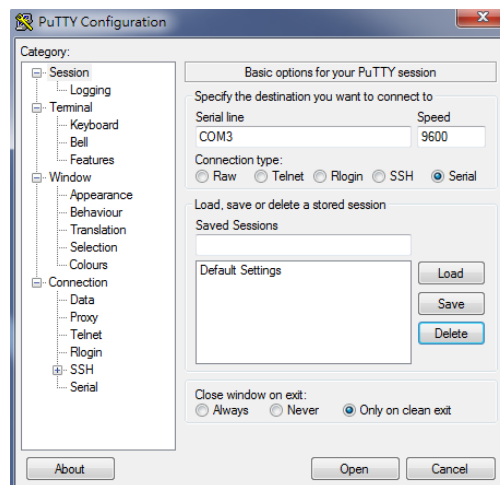 PuTTY Configuration
Category:
Session
Logging
Terminal
Keyboard
Bell
Features
Window
Appearance
Behaviour
Translation
Selection
Colours
Connection
Data
Proxy
Telnet
Rlogin
SSH
Serial
Basic options for your PuTTY session
Specify the destination you want to connect to
Serial line Speed
COM3 9600
Connection type:
Raw Telnet Rlogin SSH Serial
Load, save or delete a stored session
Saved Sessions
Default Settings
Load
Save
Delete
Close window on exit:
Always Never Only on clean exit
About Open Cancel